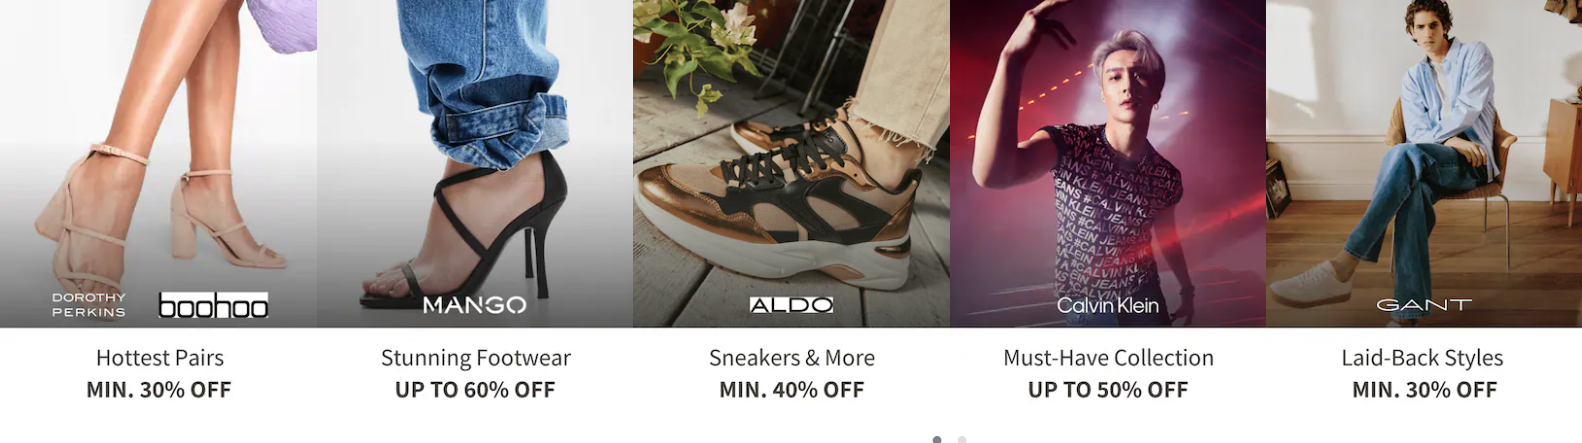 DOROTHY
PERKINS
boohoo
MANGO
ALDO
Calvin Klein
GANT
Hottest Pairs
MIN. 30% OFF
Stunning Footwear
UP TO 60% OFF
Sneakers & More
MIN. 40% OFF
Must-Have Collection
UP TO 50% OFF
Laid-Back Styles
MIN. 30% OFF